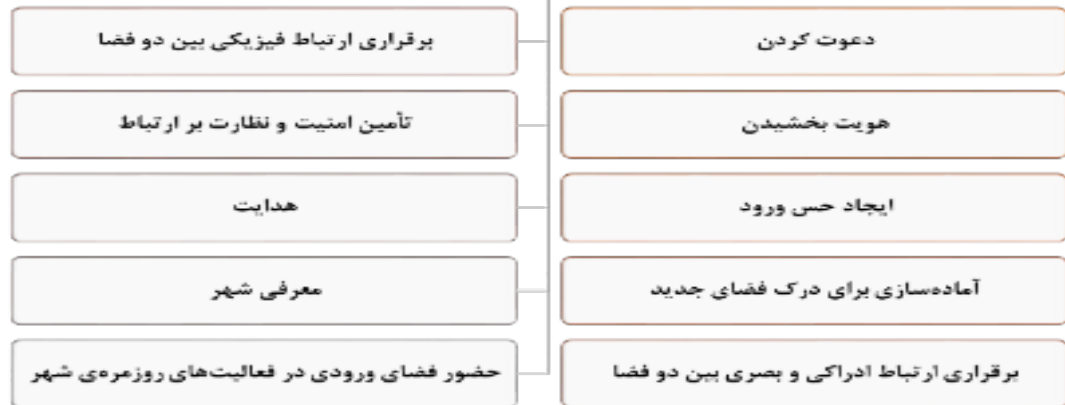 دعوت کردن
برقراری ارتباط فیزیکی بین دو فضا
هویت بخشیدن
تأمین امنیت و نظارت بر ارتباط
ایجاد حس ورود
هدایت
آماده‌سازی برای درک فضای جدید
معرفی شهر
برقراری ارتباط ادراکی و بصری بین دو فضا
حضور فضای ورودی در فعالیت‌های روزمره‌ی شهر